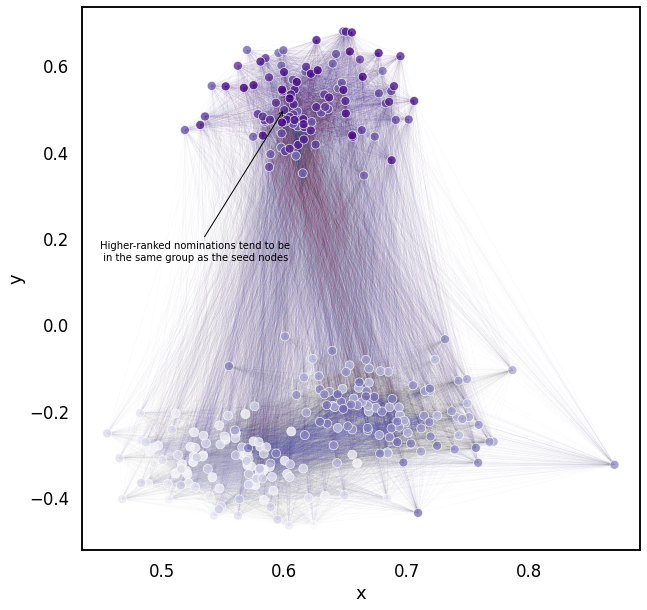 0.6
0.4
Higher-ranked nominations tend to be
in the same group as the seed nodes
0.2
y
0.0
−0.2
−0.4
0.5 0.6 0.7 0.8
x